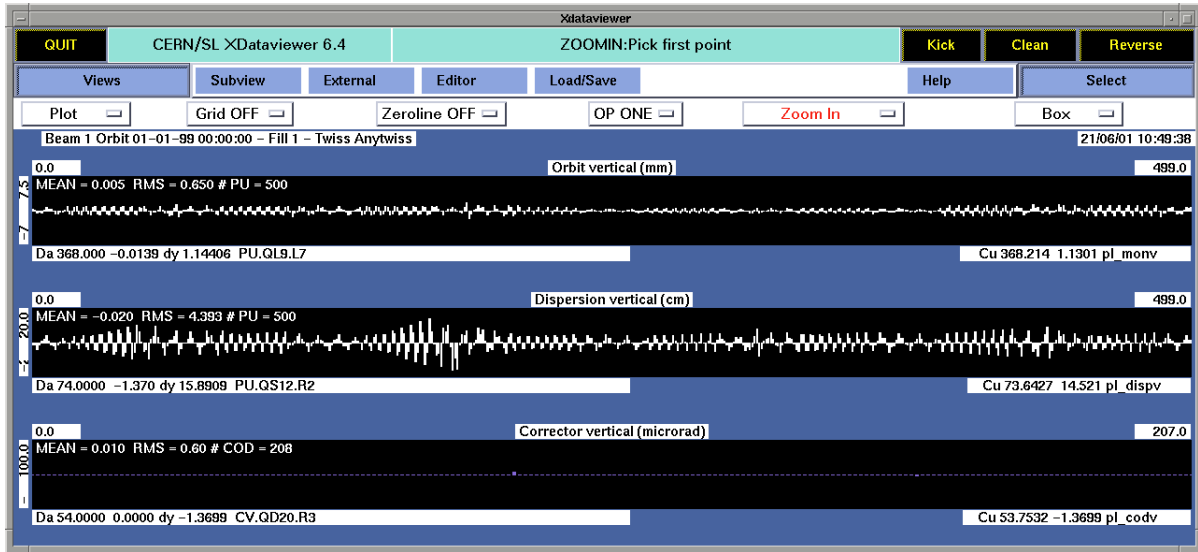 Xdataviewer
QUIT CERN/SL XDataviewer 6.4 ZOOMIN:Pick first point Kick Clean Reverse
Views Subview External Editor Load/Save Help Select
Plot Grid OFF Zeroline OFF OP ONE Zoom In Box
Beam 1 Orbit 01-01-99 00:00:00 - Fill 1 - Twiss Anytwiss 21/06/01 10:49:38
0.0 Orbit vertical (mm) 499.0
7.5 MEAN = 0.005 RMS = 0.650 # PU = 500
-7
Da 368.000 -0.0139 dy 1.14406 PU.QL9.L7 Cu 368.214 1.1301 pl_monv
0.0 Dispersion vertical (cm) 499.0
20.0 MEAN = -0.020 RMS = 4.393 # PU = 500
-2
Da 74.0000 -1.370 dy 15.8909 PU.QS12.R2 Cu 73.6427 14.521 pl_dispv
0.0 Corrector vertical (microrad) 207.0
100.0 MEAN = 0.010 RMS = 0.60 # COD = 208
-
Da 54.0000 0.0000 dy -1.3699 CV.QD20.R3 Cu 53.7532 -1.3699 pl_codv